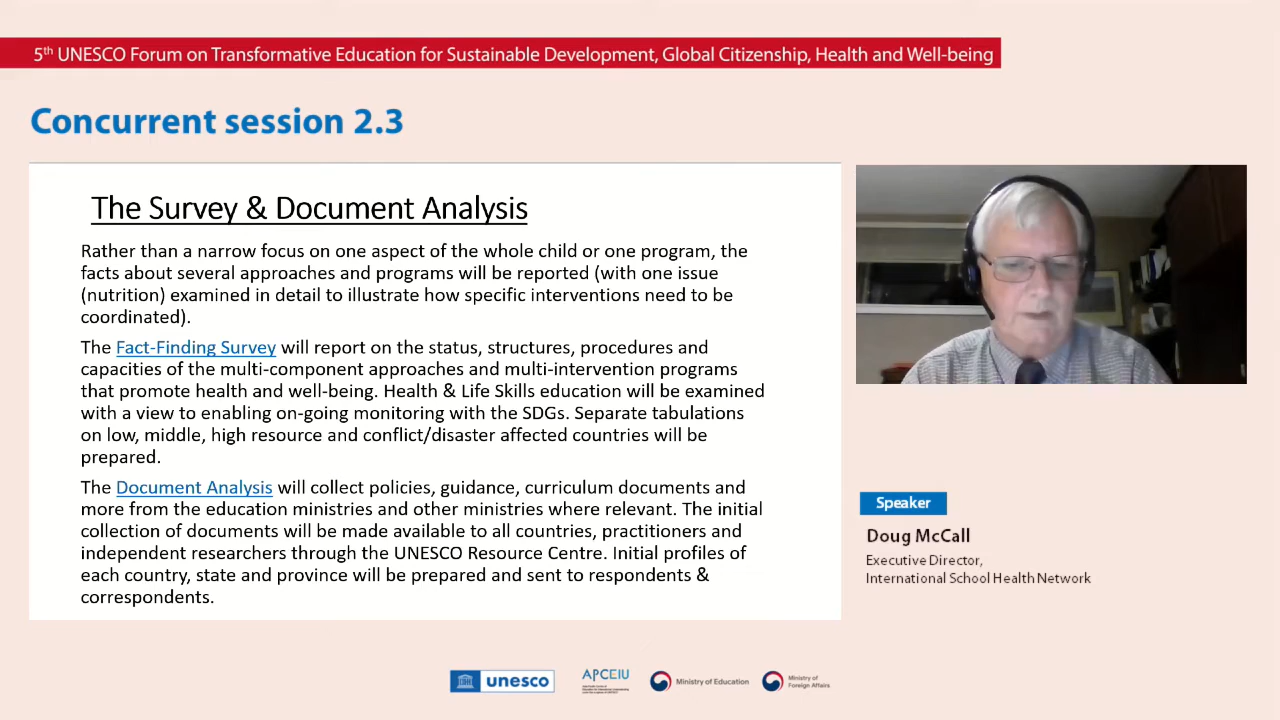 5th UNESCO Forum on Transformative Education for Sustainable Development, Global Citizenship, Health and Well-being
Concurrent session 2.3
The Survey & Document Analysis
Rather than a narrow focus on one aspect of the whole child or one program, the
facts about several approaches and programs will be reported (with one issue
(nutrition) examined in detail to illustrate how specific interventions need to be
coordinated).
The Fact-Finding Survey will report on the status, structures, procedures and
capacities of the multi-component approaches and multi-intervention programs
that promote health and well-being. Health & Life Skills education will be examined
with a view to enabling on-going monitoring with the SDGs. Separate tabulations
on low, middle, high resource and conflict/disaster affected countries will be
prepared.
The Document Analysis will collect policies, guidance, curriculum documents and
more from the education ministries and other ministries where relevant. The initial
collection of documents will be made available to all countries, practitioners and
independent researchers through the UNESCO Resource Centre. Initial profiles of
each country, state and province will be prepared and sent to respondents &
correspondents.
Speaker
Doug McCall
Executive Director,
International School Health Network
unesco
APCEIU
Ministry of Education
Ministry of
Foreign Affairs